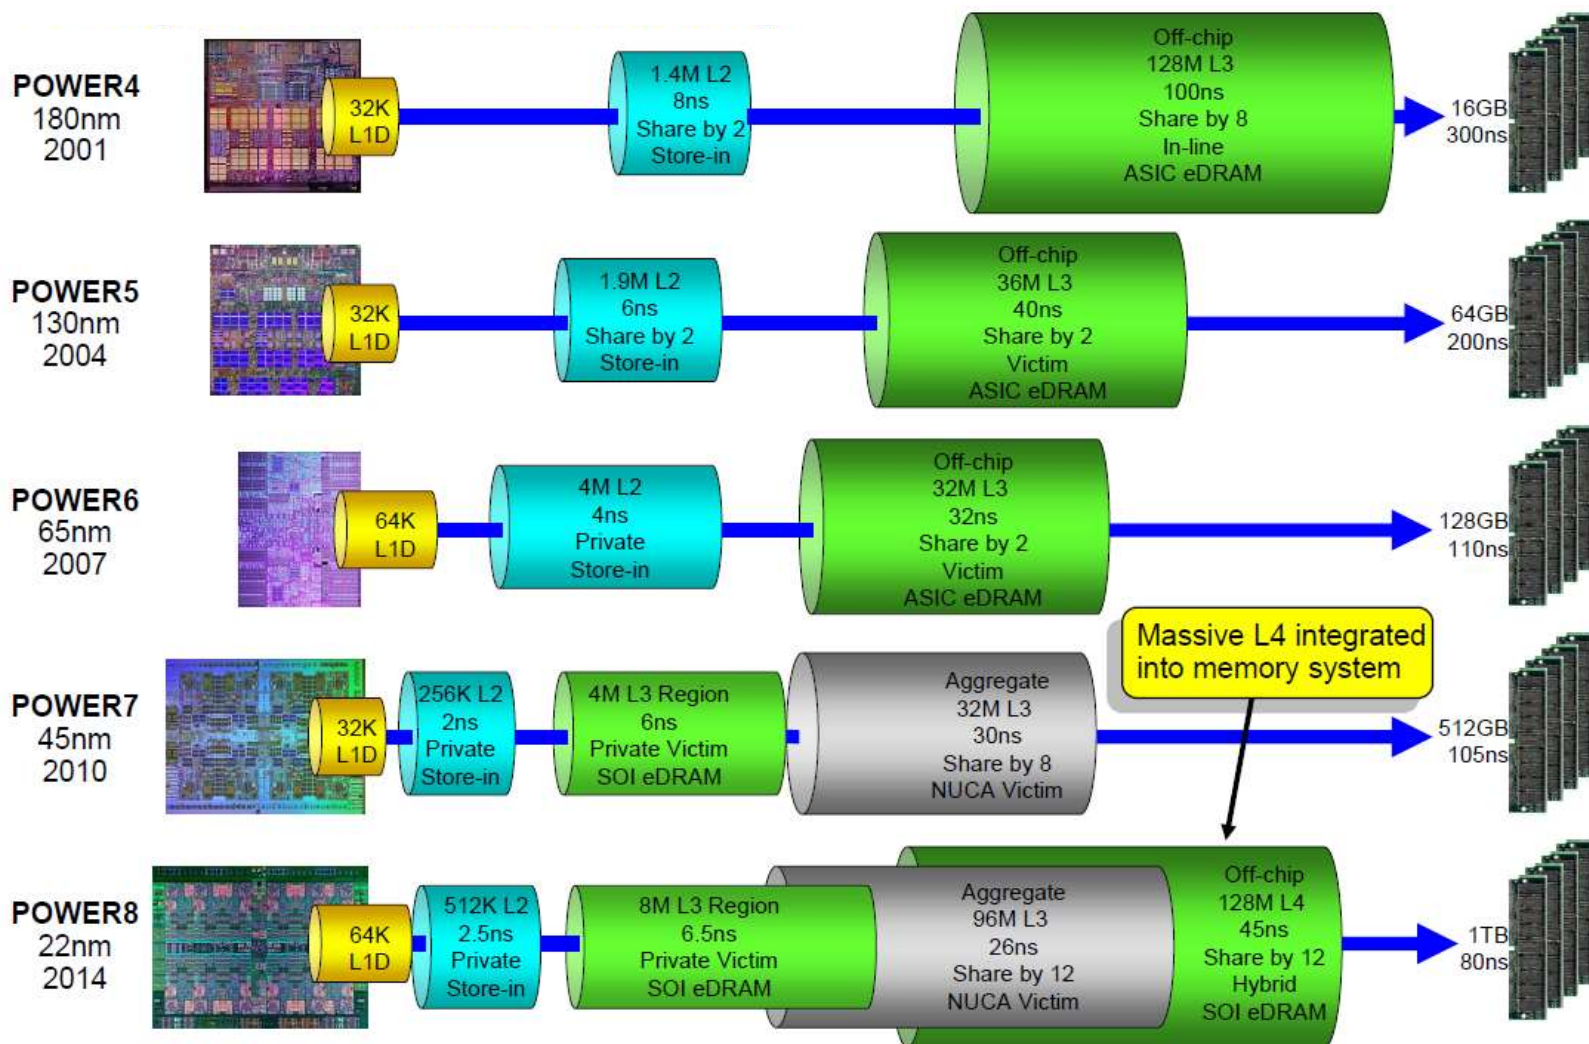 POWER4
180nm
2001
32K
L1D
1.4M L2
8ns
Share by 2
Store-in
Off-chip
128M L3
100ns
Share by 8
In-line
ASIC eDRAM
16GB
300ns
POWER5
130nm
2004
32K
L1D
1.9M L2
6ns
Share by 2
Store-in
Off-chip
36M L3
40ns
Share by 2
Victim
ASIC eDRAM
64GB
200ns
POWER6
65nm
2007
64K
L1D
4M L2
4ns
Private
Store-in
Off-chip
32M L3
32ns
Share by 2
Victim
ASIC eDRAM
128GB
110ns
Massive L4 integrated
into memory system
POWER7
45nm
2010
32K
L1D
256K L2
2ns
Private
Store-in
4M L3 Region
6ns
Private Victim
SOI eDRAM
Aggregate
32M L3
30ns
Share by 8
NUCA Victim
512GB
105ns
POWER8
22nm
2014
64K
L1D
512K L2
2.5ns
Private
Store-in
8M L3 Region
6.5ns
Private Victim
SOI eDRAM
Aggregate
96M L3
26ns
Share by 12
NUCA Victim
Off-chip
128M L4
45ns
Share by 12
Hybrid
SOI eDRAM
1TB
80ns